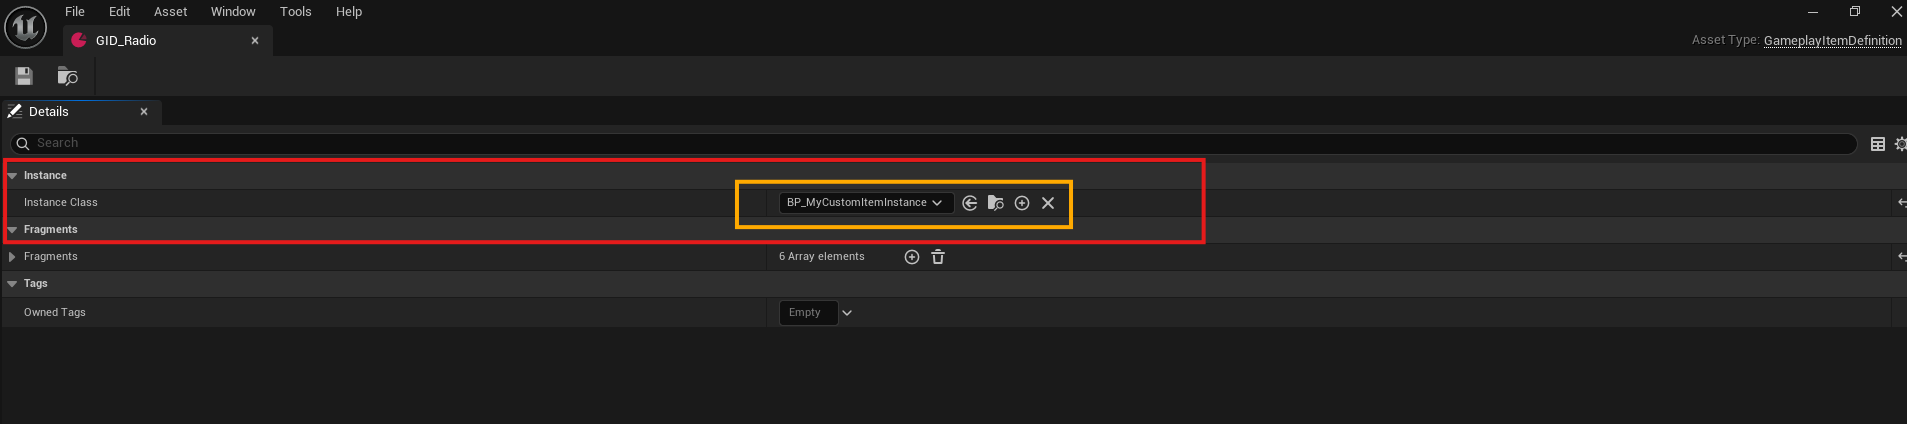 File Edit Asset Window Tools Help
GID_Radio
Asset Type: GameplayItemDefinition
Details
Search
Instance
Instance Class BP_MyCustomItemInstance
Fragments
Fragments 6 Array elements
Tags
Owned Tags Empty